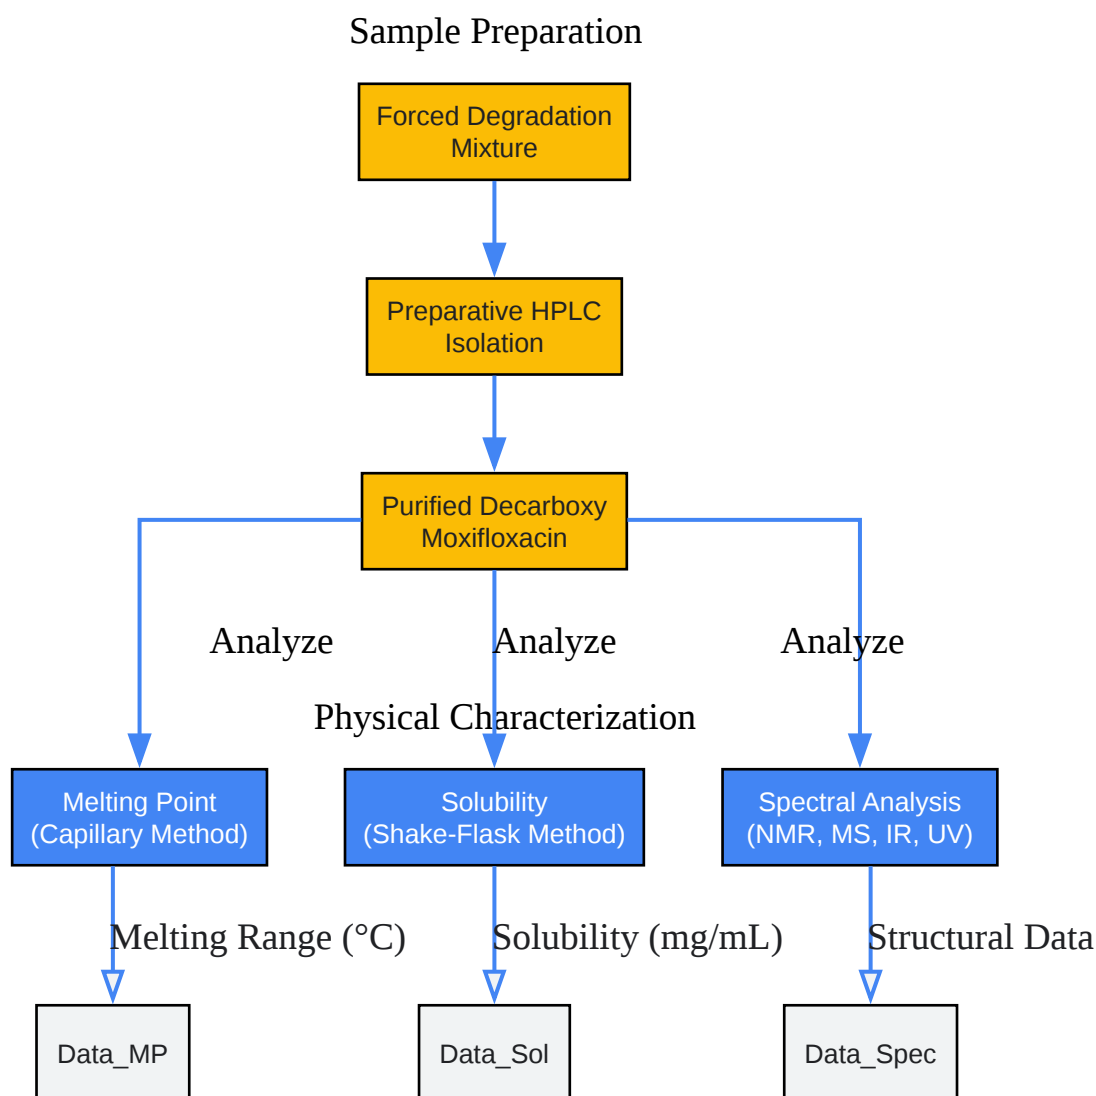 Sample Preparation
Forced Degradation
Mixture
Preparative HPLC
Isolation
Purified Decarboxy
Moxifloxacin
Analyze
Analyze
Analyze
Physical Characterization
Melting Point
(Capillary Method)
Solubility
(Shake-Flask Method)
Spectral Analysis
(NMR, MS, IR, UV)
Melting Range (°C)
Solubility (mg/mL)
Structural Data
Data_MP
Data_Sol
Data_Spec